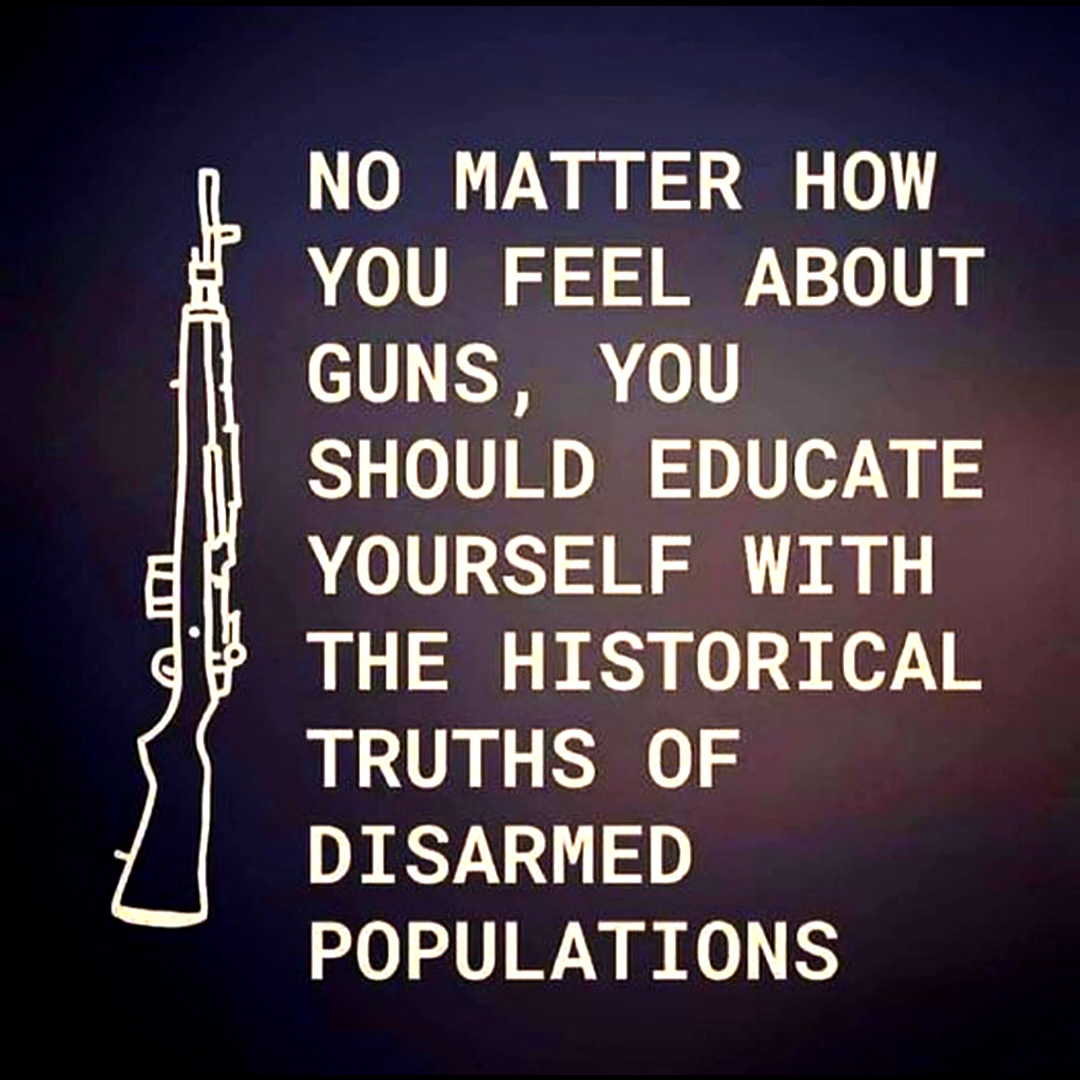 NO MATTER HOW
YOU FEEL ABOUT
GUNS, YOU
SHOULD EDUCATE
YOURSELF WITH
THE HISTORICAL
TRUTHS OF
DISARMED
POPULATIONS